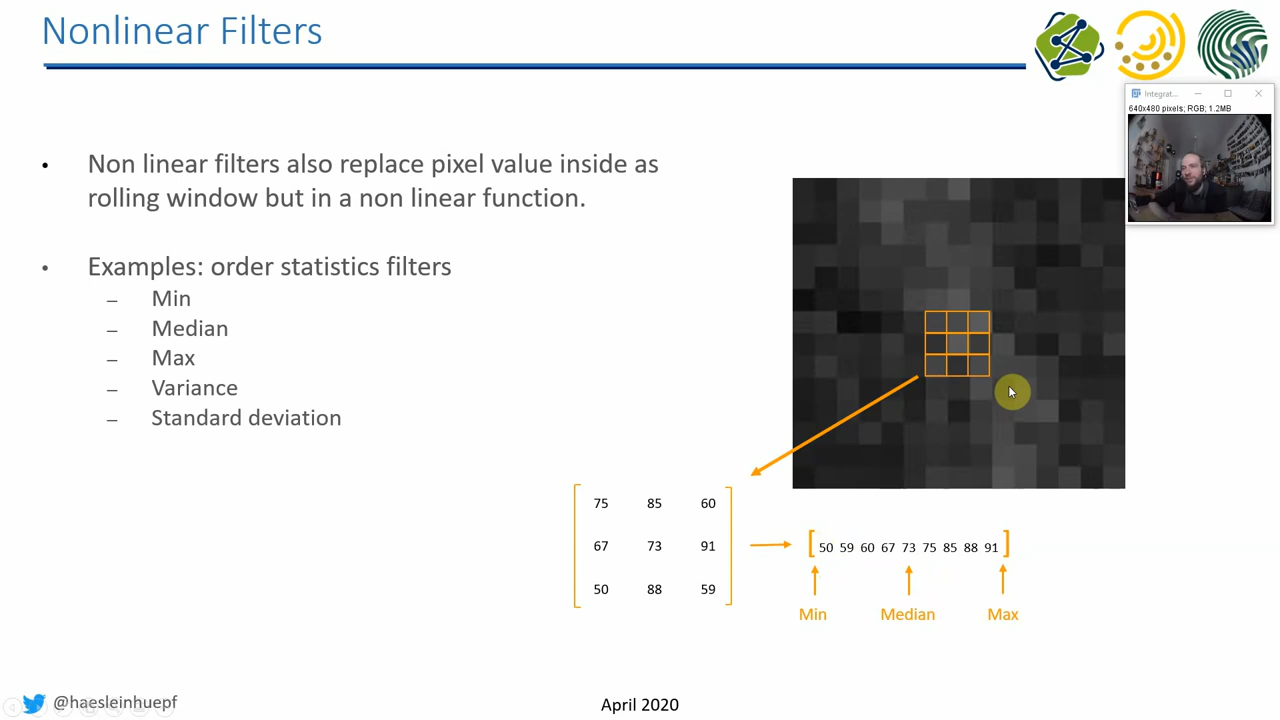 Nonlinear Filters
Integrat...
640x480 pixels; RGB; 1.2MB
• Non linear filters also replace pixel value inside as
rolling window but in a non linear function.
• Examples: order statistics filters
– Min
– Median
– Max
– Variance
– Standard deviation
75 85 60
67 73 91
50 88 59
[ 50 59 60 67 73 75 85 88 91 ]
Min Median Max
@haesleinhuepf
April 2020